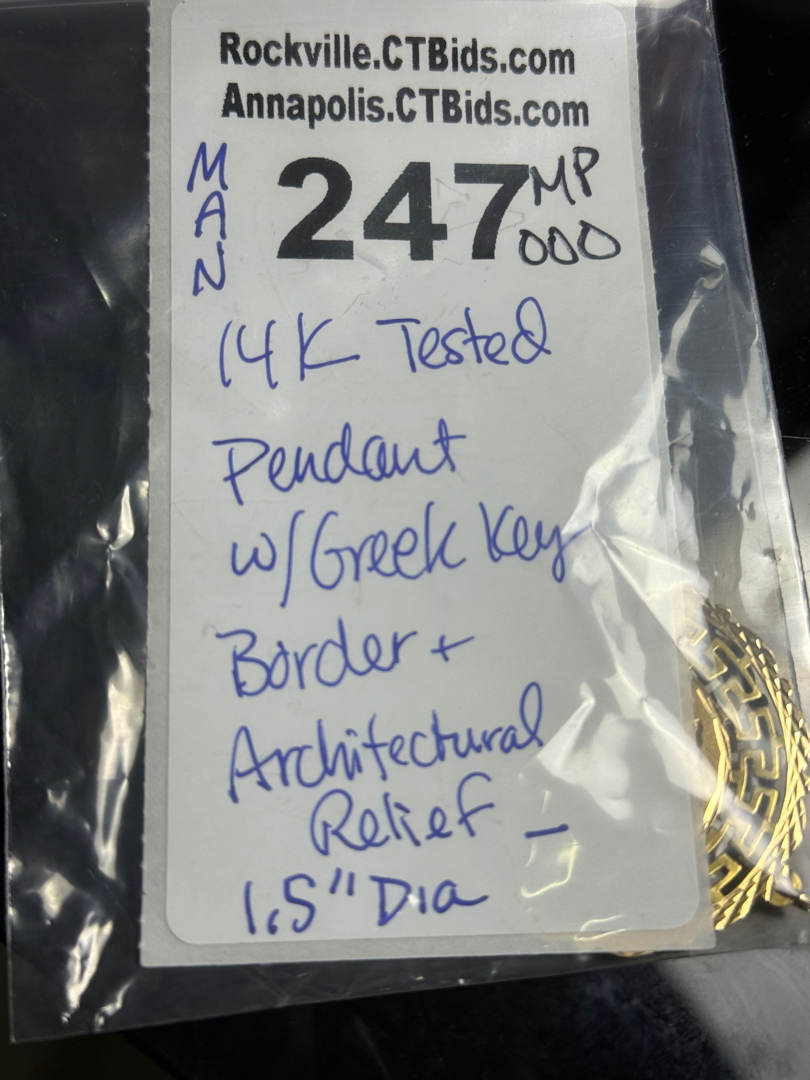 Rockville.CTBids.com
Annapolis.CTBids.com
MAN 247 MP
000
14K Tested
Pendant
w/Greek Key
Border +
Architectural
Relief –
1.5" Dia